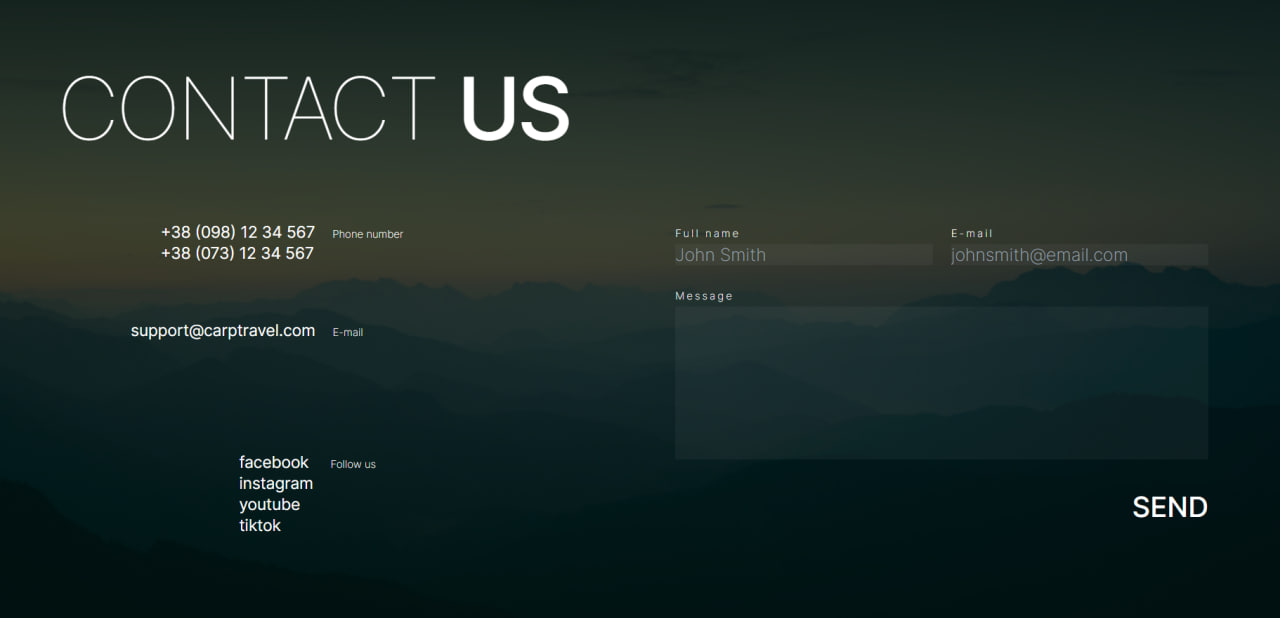 CONTACT US
+38 (098) 12 34 567 Phone number
+38 (073) 12 34 567
support@carptravel.com E-mail
facebook Follow us
instagram
youtube
tiktok
Full name E-mail
John Smith johnsmith@email.com
Message
SEND